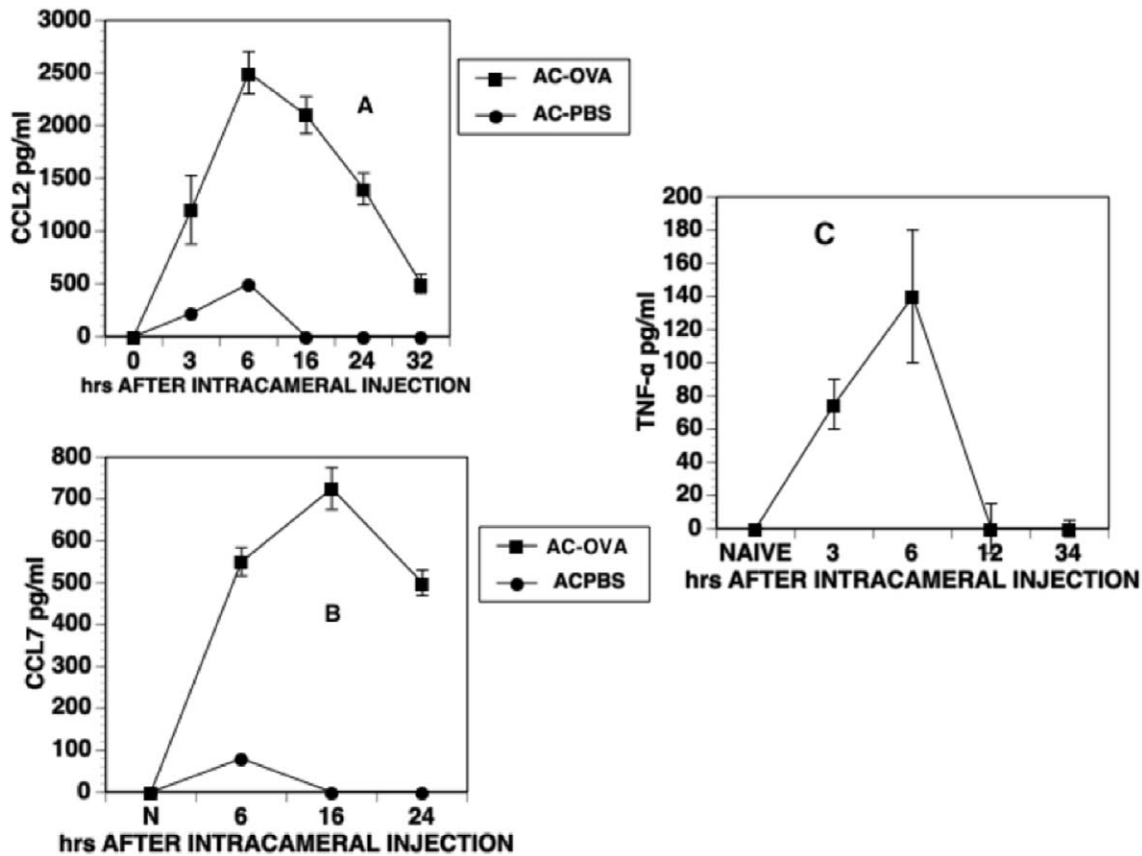 3000
2500
2000
1500
1000
500
0
CCL2 pg/ml
A
0 3 6 16 24 32
hrs AFTER INTRACAMERAL INJECTION
AC-OVA
AC-PBS
800
700
600
500
400
300
200
100
0
CCL7 pg/ml
B
N 6 16 24
hrs AFTER INTRACAMERAL INJECTION
AC-OVA
ACPBS
200
180
160
140
120
100
80
60
40
20
0
TNF-α pg/ml
C
NAIVE 3 6 12 34
hrs AFTER INTRACAMERAL INJECTION